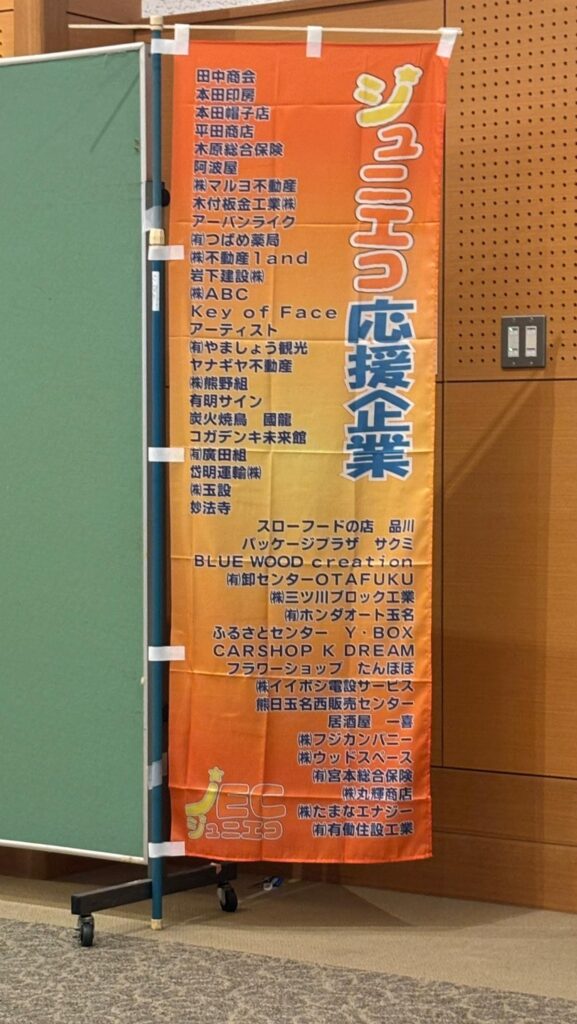 ジュニエコ応援企業
田中商会
本田印房
本田帽子店
平田商店
木原総合保険
阿波屋
㈱マルヨ不動産
木付板金工業㈱
アーバンライク
㈲つばめ薬局
㈱不動産1and
岩下建設㈱
㈱ABC
Key of Face
アーティスト
㈲やましょう観光
ヤナギヤ不動産
㈱熊野組
有明サイン
炭火焼鳥 國龍
コガデンキ未来館
㈲廣田組
岱明運輸㈱
㈱玉設
妙法寺
スローフードの店 品川
パッケージプラザ サクミ
BLUE WOOD creation
㈲卸センターOTAFUKU
㈱三ツ川ブロック工業
㈲ホンダオート玉名
ふるさとセンター Y・BOX
CARSHOP K DREAM
フラワーショップ たんぽぽ
㈱イイボシ電設サービス
熊日玉名西販売センター
居酒屋 一喜
㈱フジカンパニー
㈱ウッドスペース
㈲宮本総合保険
㈱丸輝商店
㈱たまなエナジー
㈲有働住設工業
JEC
ジュニエコ